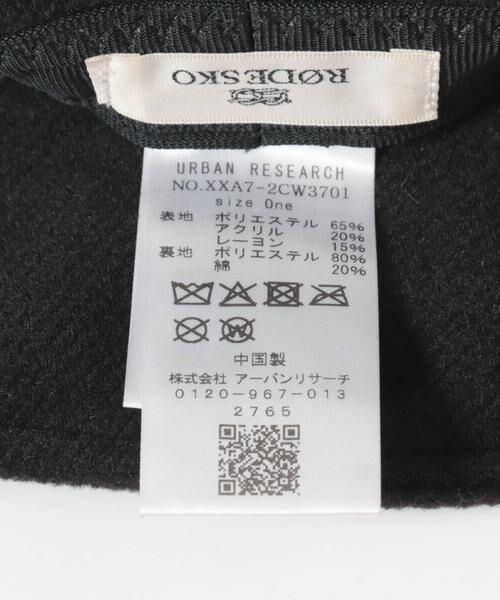 RØDESKO
URBAN RESEARCH
NO.XXA7-2CW3701
size One
表地 ポリエステル 65%
アクリル 20%
レーヨン 15%
裏地 ポリエステル 80%
綿 20%
中国製
株式会社 アーバンリサーチ
0120-967-013
2765